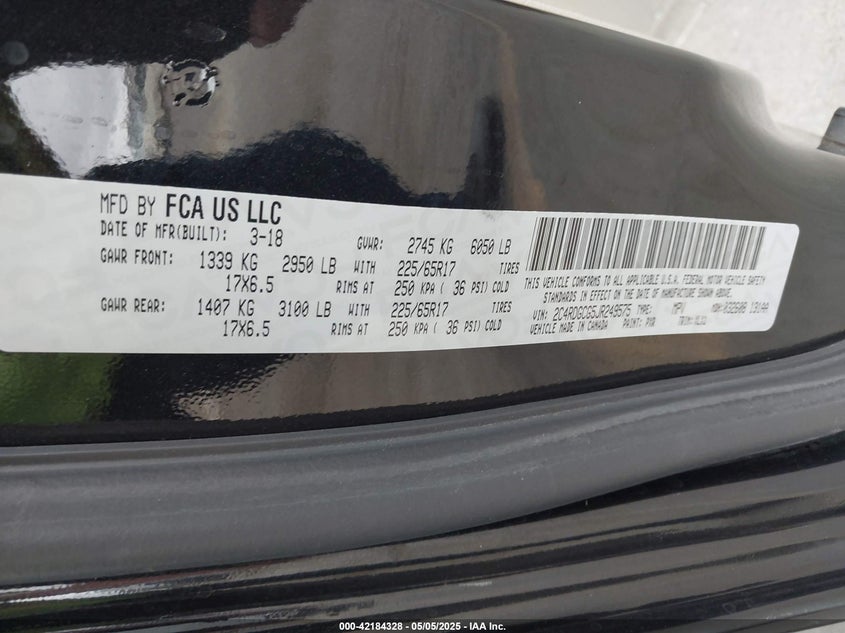 MFD BY FCA US LLC
DATE OF MFR(BUILT): 3-18 GVWR: 2745 KG 6050 LB
GAWR FRONT: 1339 KG 2950 LB WITH 225/65R17 TIRES
17X6.5 RIMS AT 250 KPA ( 36 PSI) COLD
GAWR REAR: 1407 KG 3100 LB WITH 225/65R17 TIRES
17X6.5 RIMS AT 250 KPA ( 36 PSI) COLD
THIS VEHICLE CONFORMS TO ALL APPLICABLE U.S.A. FEDERAL MOTOR VEHICLE SAFETY
STANDARDS IN EFFECT ON THE DATE OF MANUFACTURE SHOWN ABOVE.
VIN: 2C4RDGCG5JR249575 TYPE: MPV MDH:
VEHICLE MADE IN CANADA PAINT: PXR TRIM:
000-42184328 - 05/05/2025 - IAA Inc.